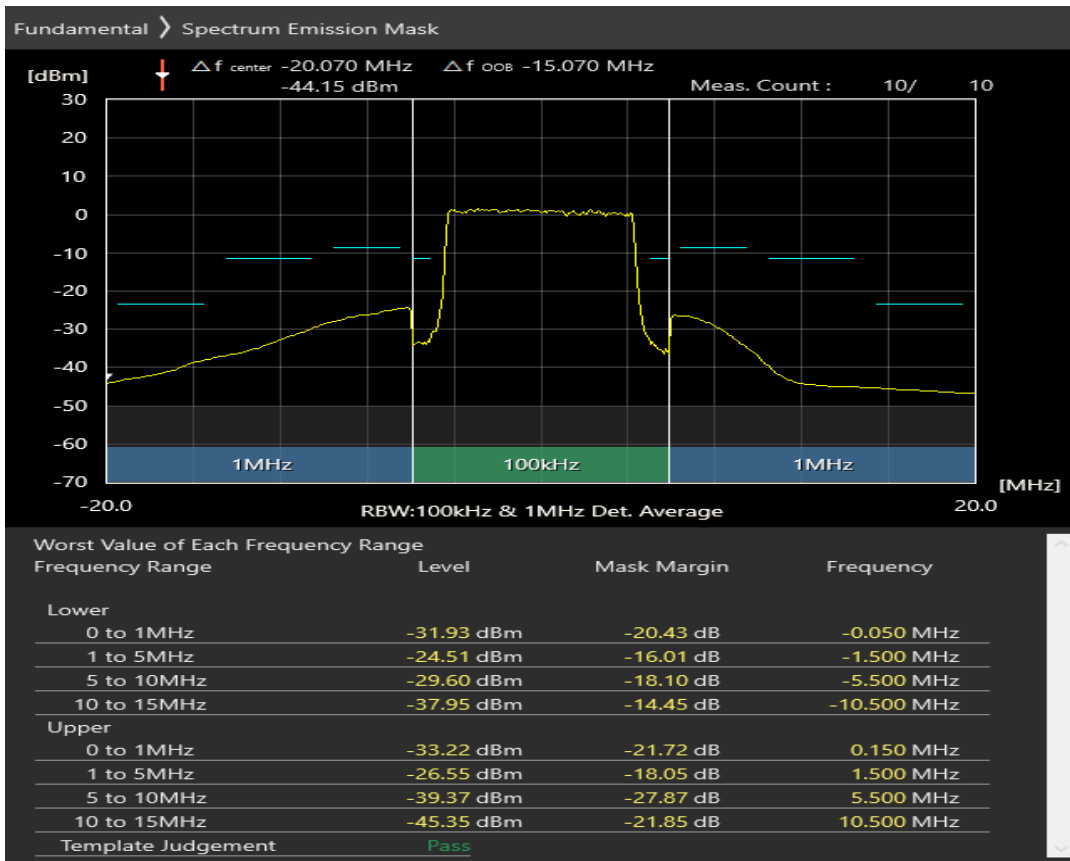 Fundamental ❯ Spectrum Emission Mask
△f center -20.070 MHz △f OOB -15.070 MHz
[dBm] -44.15 dBm Meas. Count : 10/ 10
30
20
10
0
-10
-20
-30
-40
-50
-60
1MHz 100kHz 1MHz
-70 [MHz]
-20.0 RBW:100kHz & 1MHz Det. Average 20.0
Worst Value of Each Frequency Range
Frequency Range Level Mask Margin Frequency
Lower
0 to 1MHz -31.93 dBm -20.43 dB -0.050 MHz
1 to 5MHz -24.51 dBm -16.01 dB -1.500 MHz
5 to 10MHz -29.60 dBm -18.10 dB -5.500 MHz
10 to 15MHz -37.95 dBm -14.45 dB -10.500 MHz
Upper
0 to 1MHz -33.22 dBm -21.72 dB 0.150 MHz
1 to 5MHz -26.55 dBm -18.05 dB 1.500 MHz
5 to 10MHz -39.37 dBm -27.87 dB 5.500 MHz
10 to 15MHz -45.35 dBm -21.85 dB 10.500 MHz
Template Judgement Pass